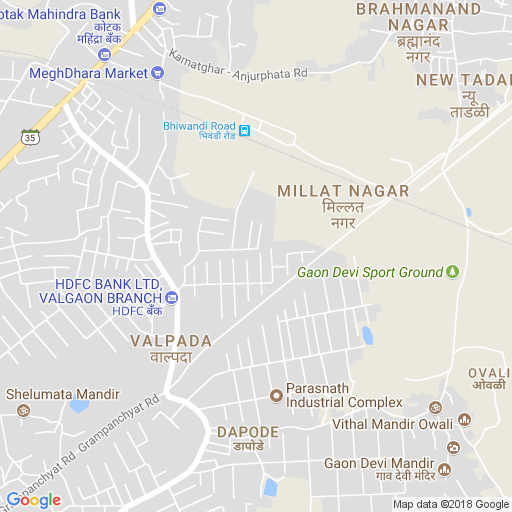 otak Mahindra Bank
कोटक
महिंद्रा बैंक
BRAHMANAND
NAGAR
ब्रह्मानंद
नगर
Kamatghar - Anjurphata Rd
MeghDhara Market
NEW TADAL
न्यू
ताडळी
Bhiwandi Road
भिवंडी रोड
35
MILLAT NAGAR
मिल्लत
नगर
Gaon Devi Sport Ground
HDFC BANK LTD,
VALGAON BRANCH
HDFC बँक
VALPADA
वाल्पदा
OVALI
ओवळी
Shelumata Mandir
Parasnath
Industrial Complex
Grampanchyat Rd
Vithal Mandir Owali
DAPODE
डापोडे
Grampanchyat Rd
Gaon Devi Mandir
गाव देवी मंदिर
Google
Map data ©2018 Google